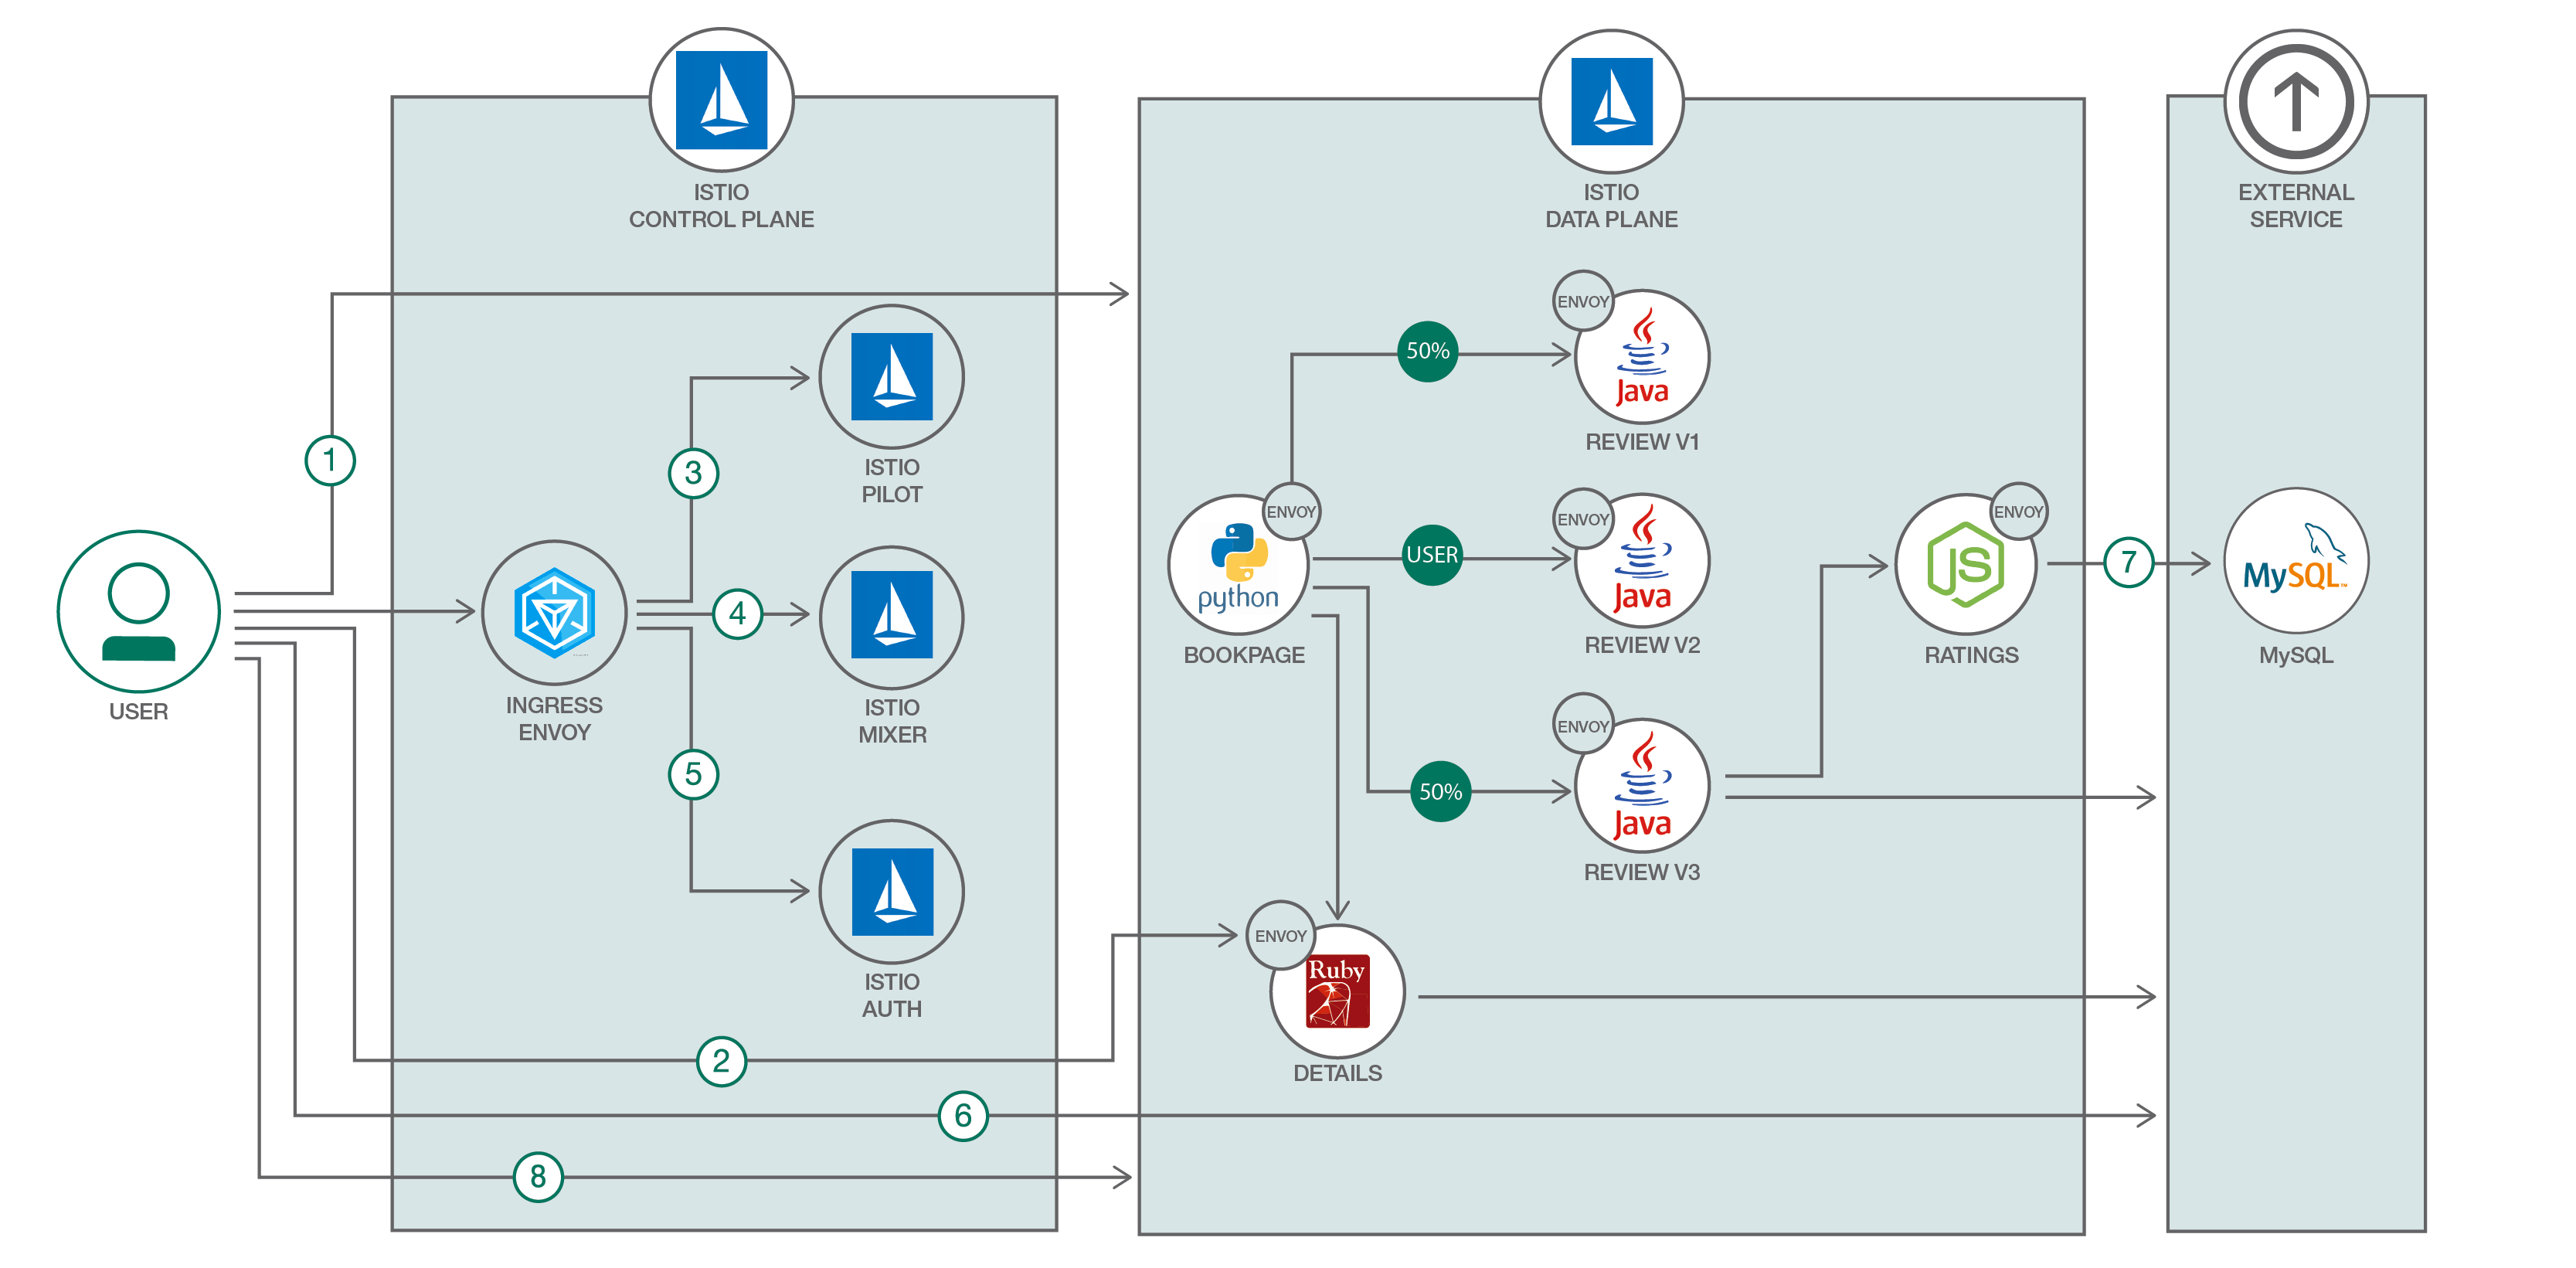 ISTIO
CONTROL PLANE
ISTIO
DATA PLANE
EXTERNAL
SERVICE
1
USER
INGRESS
ENVOY
3
4
5
ISTIO
PILOT
ISTIO
MIXER
ISTIO
AUTH
2
6
8
ENVOY
python
BOOKPAGE
50%
USER
50%
ENVOY
Java
REVIEW V1
ENVOY
Java
REVIEW V2
ENVOY
Java
REVIEW V3
ENVOY
Ruby
DETAILS
ENVOY
JS
RATINGS
7
MySQL™
MySQL